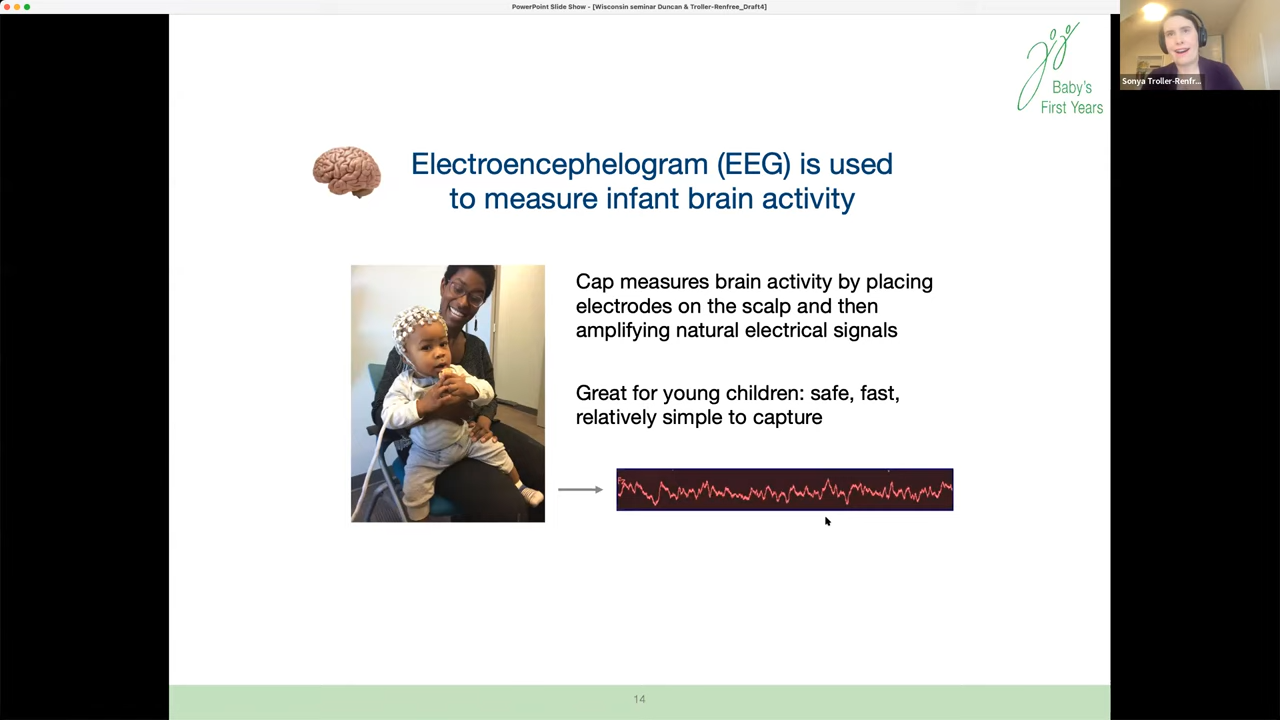 PowerPoint Slide Show - [Wisconsin seminar Duncan & Troller-Renfree_Draft4]
Baby's
First Years
Sonya Troller-Renfr...
Electroencephelogram (EEG) is used
to measure infant brain activity
Cap measures brain activity by placing
electrodes on the scalp and then
amplifying natural electrical signals
Great for young children: safe, fast,
relatively simple to capture
14